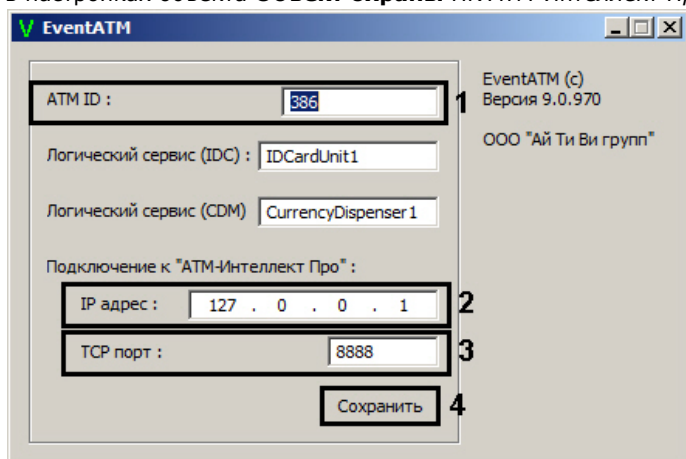 EventATM
ATM ID :
386
1
EventATM (c)
Версия 9.0.970
ООО "Ай Ти Ви групп"
Логический сервис (IDC) :
IDCardUnit1
Логический сервис (CDM)
CurrencyDispenser1
Подключение к "АТМ-Интеллект Про" :
IP адрес :
127 . 0 . 0 . 1
2
TCP порт :
8888
3
Сохранить
4